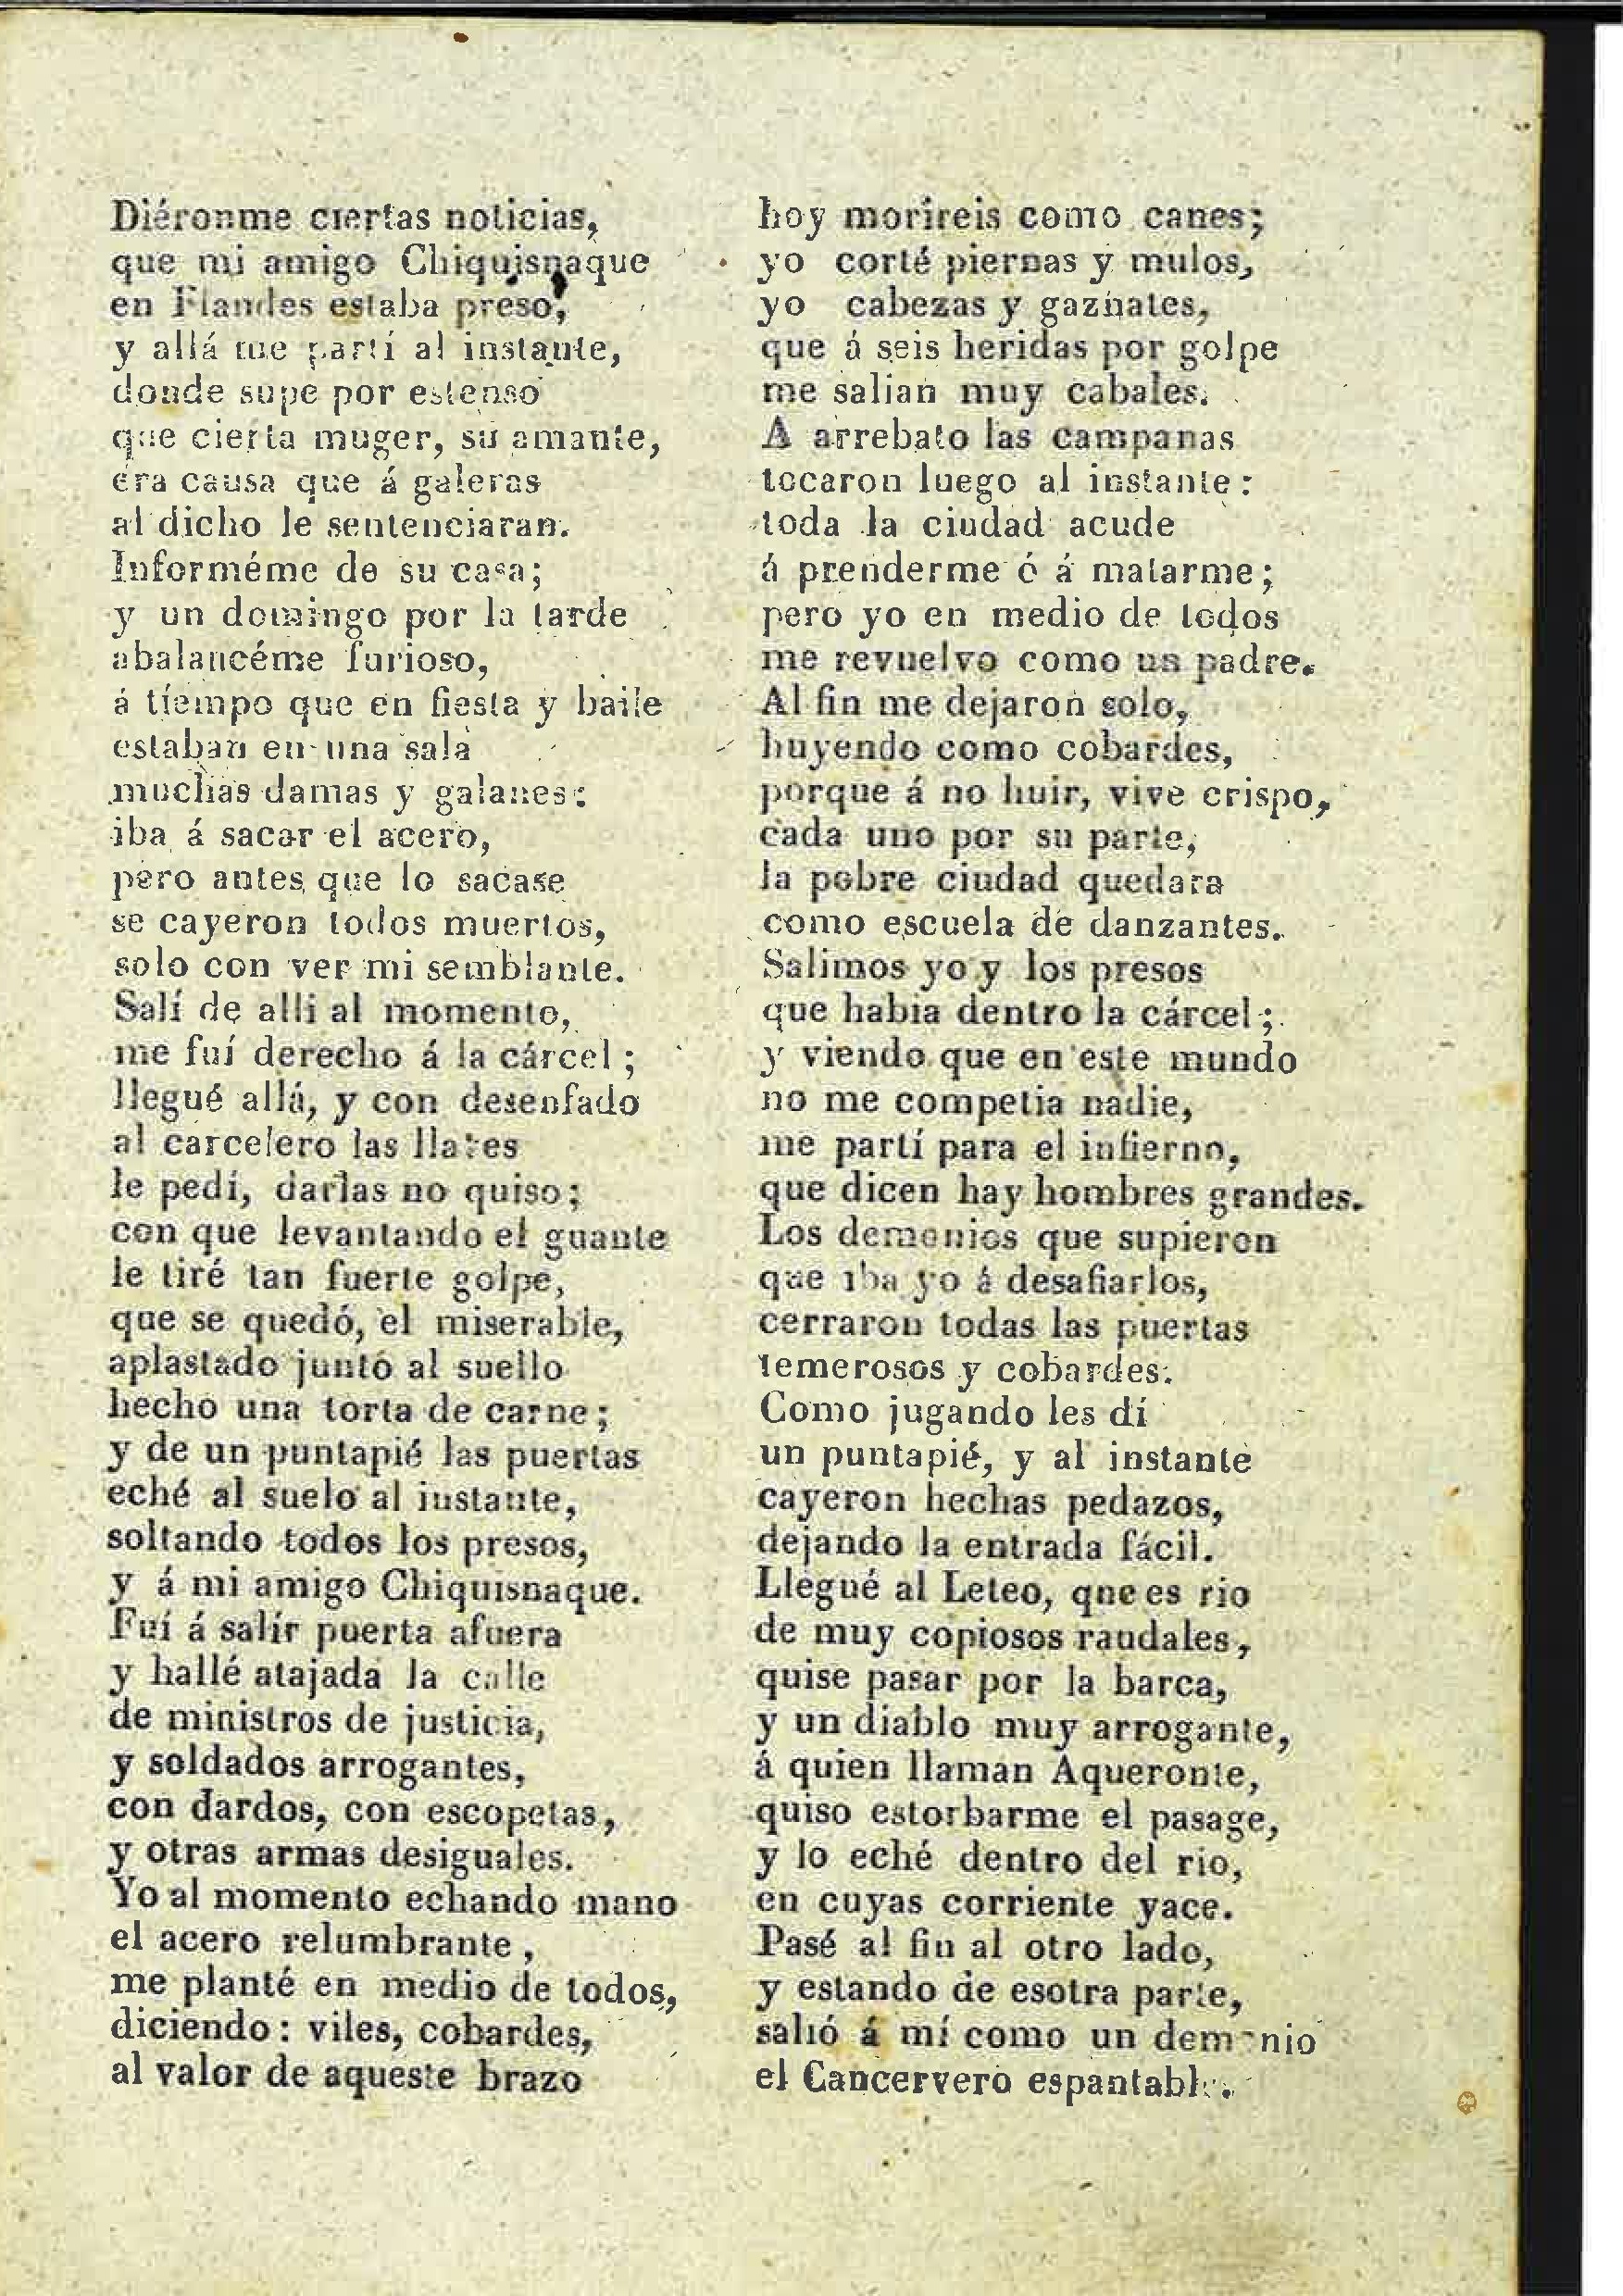 Diéronme ciertas noticias,
que mi amigo Chiquisnaque
en Flandes estaba preso,
y allá me partí al instante,
donde supe por estenso
que cierta muger, su amante,
era causa que á galeras
al dicho le sentenciaran.
Informéme de su casa;
y un domingo por la tarde
abalancéme furioso,
á tíempo que en fiesta y baile
estaban en una sala
muchas damas y galanes:
iba á sacar el acero,
pero antes que lo sacase
se cayeron todos muertos,
solo con ver mi semblante.
Salí de alli al momento,
me fuí derecho á la cárcel;
llegué allá, y con desenfado
al carcelero las llaves
le pedí, darlas no quiso;
con que levantando el guante
le tiré tan fuerte golpe,
que se quedó, el miserable,
aplastado junto al suello
hecho una torta de carne;
y de un puntapié las puertas
eché al suelo al instante,
soltando todos los presos,
y á mi amigo Chiquisnaque.
Fuí á salír puerta afuera
y hallé atajada la calle
de ministros de justicia,
y soldados arrogantes,
con dardos, con escopetas,
y otras armas desiguales.
Yo al momento echando mano
el acero relumbrante,
me planté en medio de todos,
diciendo: viles, cobardes,
al valor de aqueste brazo
hoy moríreis como canes;
yo corté piernas y mulos,
yo cabezas y gaznates,
que á seis heridas por golpe
me salian muy cabales.
A arrebato las campanas
tocaron luego al instante:
toda la ciudad acude
á prenderme ó á matarme;
pero yo en medio de todos
me revuelvo como un padre.
Al fin me dejaron solo,
huyendo como cobardes,
porque á no huir, vive crispo,
cada uno por su parte,
la pobre ciudad quedara
como escuela de danzantes.
Salimos yo y los presos
que habia dentro la cárcel;
y viendo que en este mundo
no me competia nadie,
me partí para el infierno,
que dicen hay hombres grandes.
Los demonios que supieron
que iba yo á desafiarlos,
cerraron todas las puertas
temerosos y cobardes.
Como jugando les dí
un puntapié, y al instante
cayeron hechas pedazos,
dejando la entrada fácil.
Llegué al Leteo, qne es rio
de muy copiosos raudales,
quise pasar por la barca,
y un diablo muy arrogante,
á quien llaman Aqueronte,
quiso estorbarme el pasage,
y lo eché dentro del rio,
en cuyas corriente yace.
Pasé al fin al otro lado,
y estando de esotra parte,
salió á mí como un demonio
el Cancervero espantable.